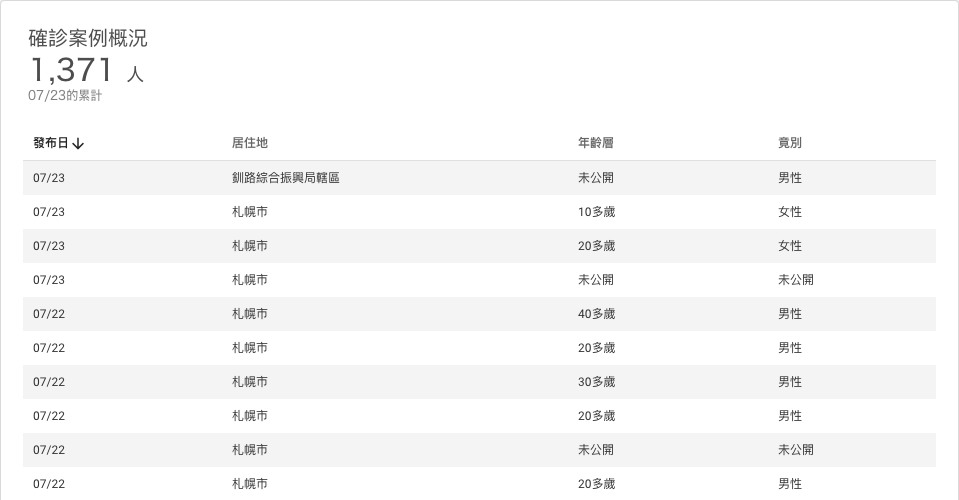 確診案例概況
1,371 人
07/23的累計
發布日↓ 居住地 年齡層 竟別
07/23 釧路綜合振興局轄區 未公開 男性
07/23 札幌市 10多歲 女性
07/23 札幌市 20多歲 女性
07/23 札幌市 未公開 未公開
07/22 札幌市 40多歲 男性
07/22 札幌市 20多歲 男性
07/22 札幌市 30多歲 男性
07/22 札幌市 20多歲 男性
07/22 札幌市 未公開 未公開
07/22 札幌市 20多歲 男性